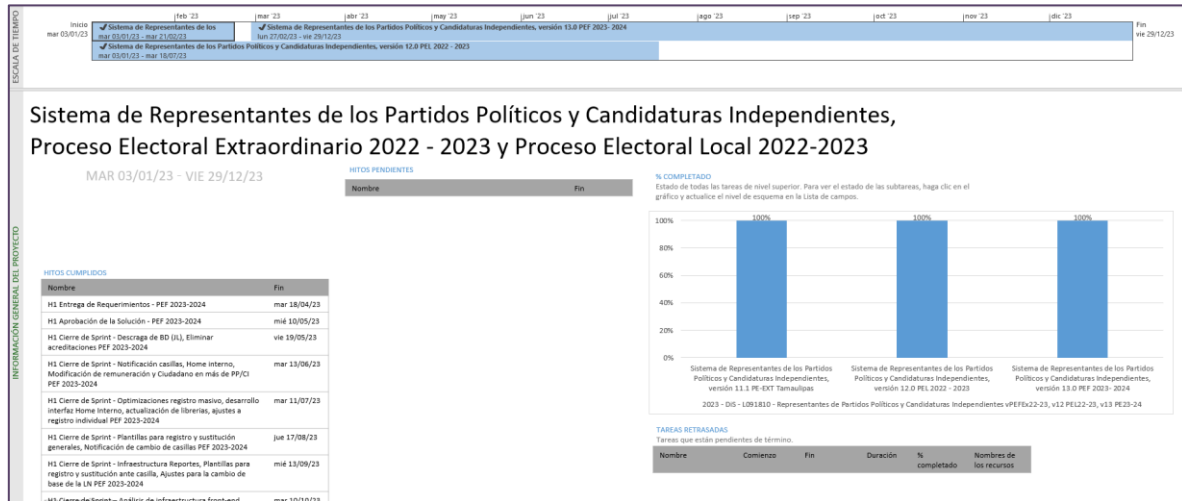 ESCALA DE TIEMPO
feb '23 mar '23 abr '23 may '23 jun '23 jul '23 ago '23 sep '23 oct '23 nov '23 dic '23
Inicio
mar 03/01/23
✔ Sistema de Representantes de los
mar 03/01/23 - mar 21/02/23
✔ Sistema de Representantes de los Partidos Políticos y Candidaturas Independientes, versión 13.0 PEF 2023- 2024
lun 27/02/23 - vie 29/12/23
✔ Sistema de Representantes de los Partidos Políticos y Candidaturas Independientes, versión 12.0 PEL 2022 - 2023
mar 03/01/23 - mar 18/07/23
Fin
vie 29/12/23
INFORMACIÓN GENERAL DEL PROYECTO
Sistema de Representantes de los Partidos Políticos y Candidaturas Independientes,
Proceso Electoral Extraordinario 2022 - 2023 y Proceso Electoral Local 2022-2023
MAR 03/01/23 - VIE 29/12/23
HITOS PENDIENTES
Nombre Fin
HITOS CUMPLIDOS
Nombre Fin
H1 Entrega de Requerimientos - PEF 2023-2024 mar 18/04/23
H1 Aprobación de la Solución - PEF 2023-2024 mié 10/05/23
H1 Cierre de Sprint - Descraga de BD (JL), Eliminar vie 19/05/23
acreditaciones PEF 2023-2024
H1 Cierre de Sprint - Notificación casillas, Home interno, mar 13/06/23
Modificación de remuneración y Ciudadano en más de PP/CI
PEF 2023-2024
H1 Cierre de Sprint - Optimizaciones registro masivo, desarrollo mar 11/07/23
interfaz Home Interno, actualización de librerías, ajustes a
registro individual PEF 2023-2024
H1 Cierre de Sprint - Plantillas para registro y sustitución jue 17/08/23
generales, Notificación de cambio de casillas PEF 2023-2024
H1 Cierre de Sprint - Infraestructura Reportes, Plantillas para mié 13/09/23
registro y sustitución ante casilla, Ajustes para la cambio de
base de la LN PEF 2023-2024
H1 Cierre de Sprint – Análisis de infraestructura front-end mar 10/10/23
% COMPLETADO
Estado de todas las tareas de nivel superior. Para ver el estado de las subtareas, haga clic en el
gráfico y actualice el nivel de esquema en la Lista de campos.
100% 100% 100% 100%
80%
60%
40%
20%
0%
Sistema de Representantes de los Partidos
Políticos y Candidaturas Independientes,
versión 11.1 PE-EXT Tamaulipas
Sistema de Representantes de los Partidos
Políticos y Candidaturas Independientes,
versión 12.0 PEL 2022 - 2023
Sistema de Representantes de los Partidos
Políticos y Candidaturas Independientes,
versión 13.0 PEF 2023- 2024
2023 - DIS - L091810 - Representantes de Partidos Políticos y Candidaturas Independientes vPEFEx22-23, v12 PEL22-23, v13 PE23-24
TAREAS RETRASADAS
Tareas que están pendientes de término.
Nombre Comienzo Fin Duración % completado Nombres de los recursos